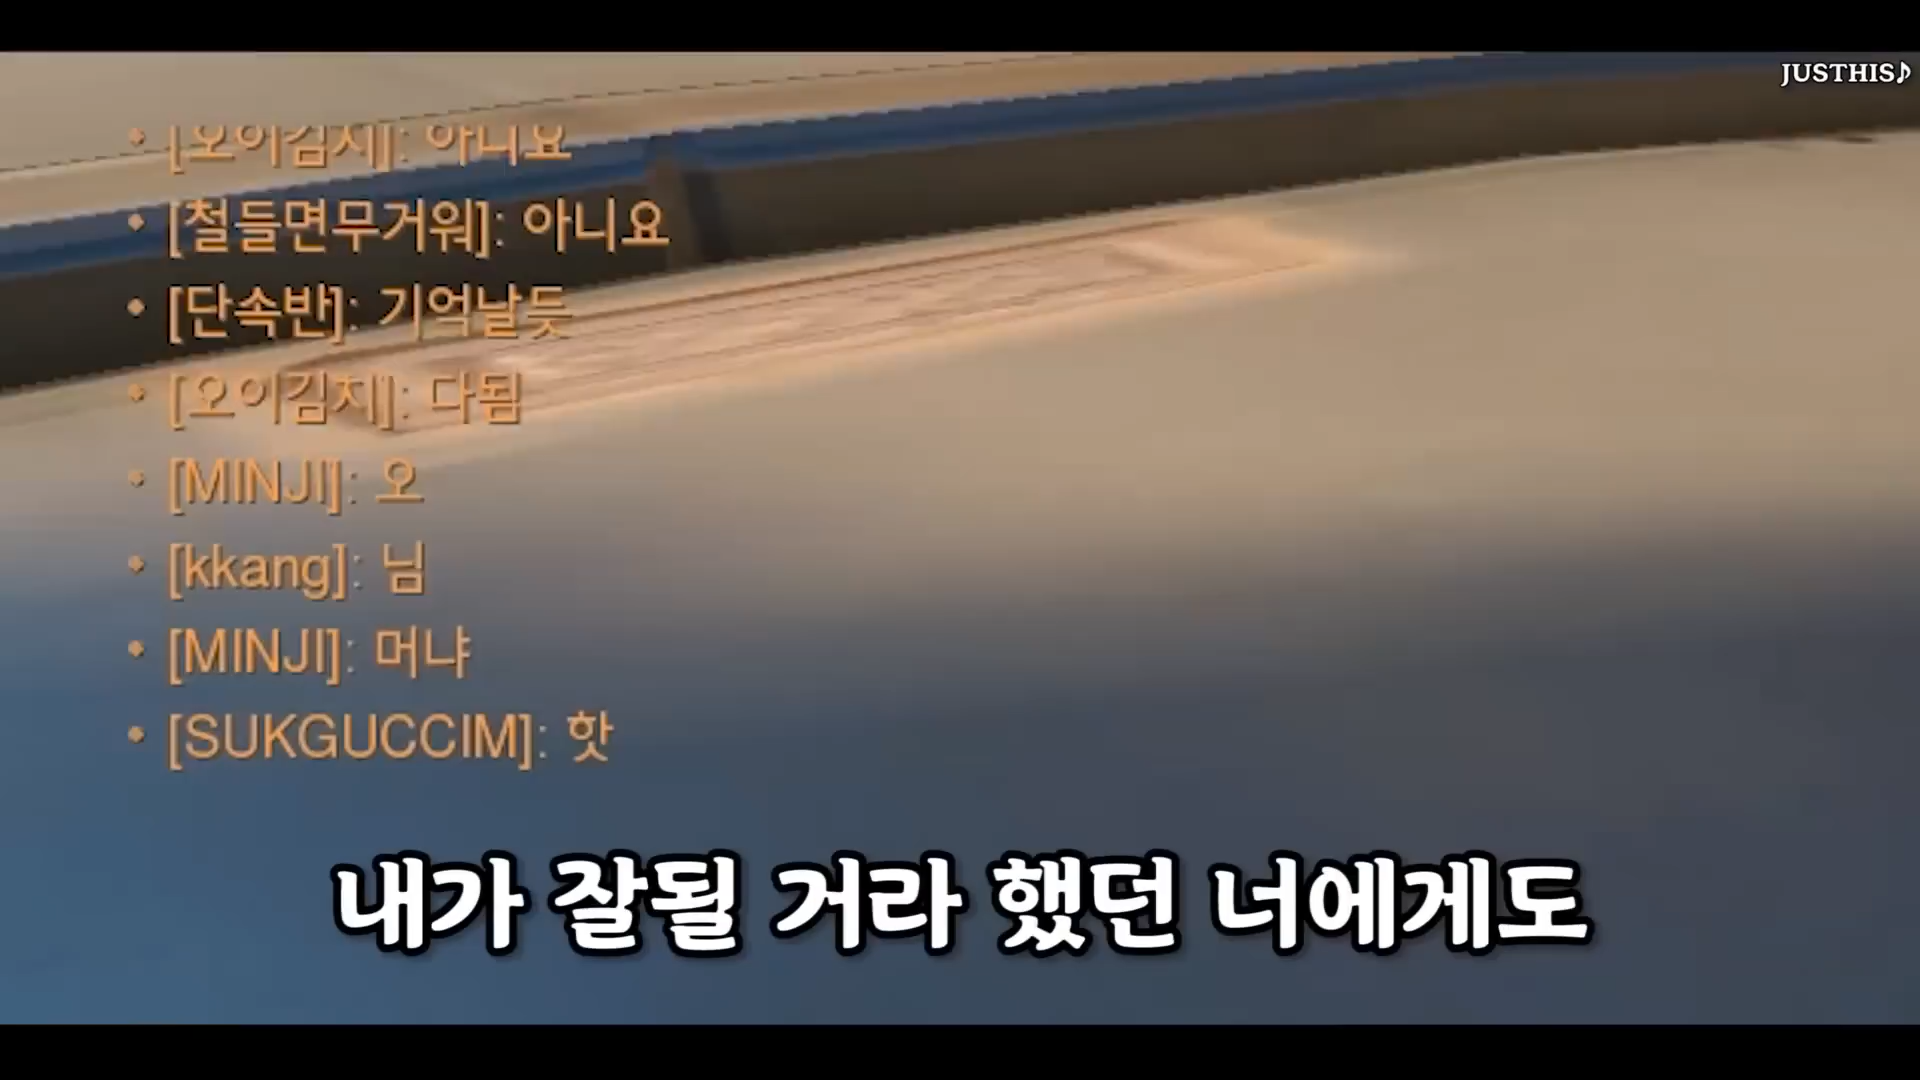 JUSTHIS♪
• [오이김치]: 아니요
• [철들면무거워]: 아니요
• [단속반]: 기억날듯
• [오이김치]: 다됨
• [MINJI]: 오
• [kkang]: 님
• [MINJI]: 머냐
• [SUKGUCCIM]: 핫
내가 잘될 거라 했던 너에게도